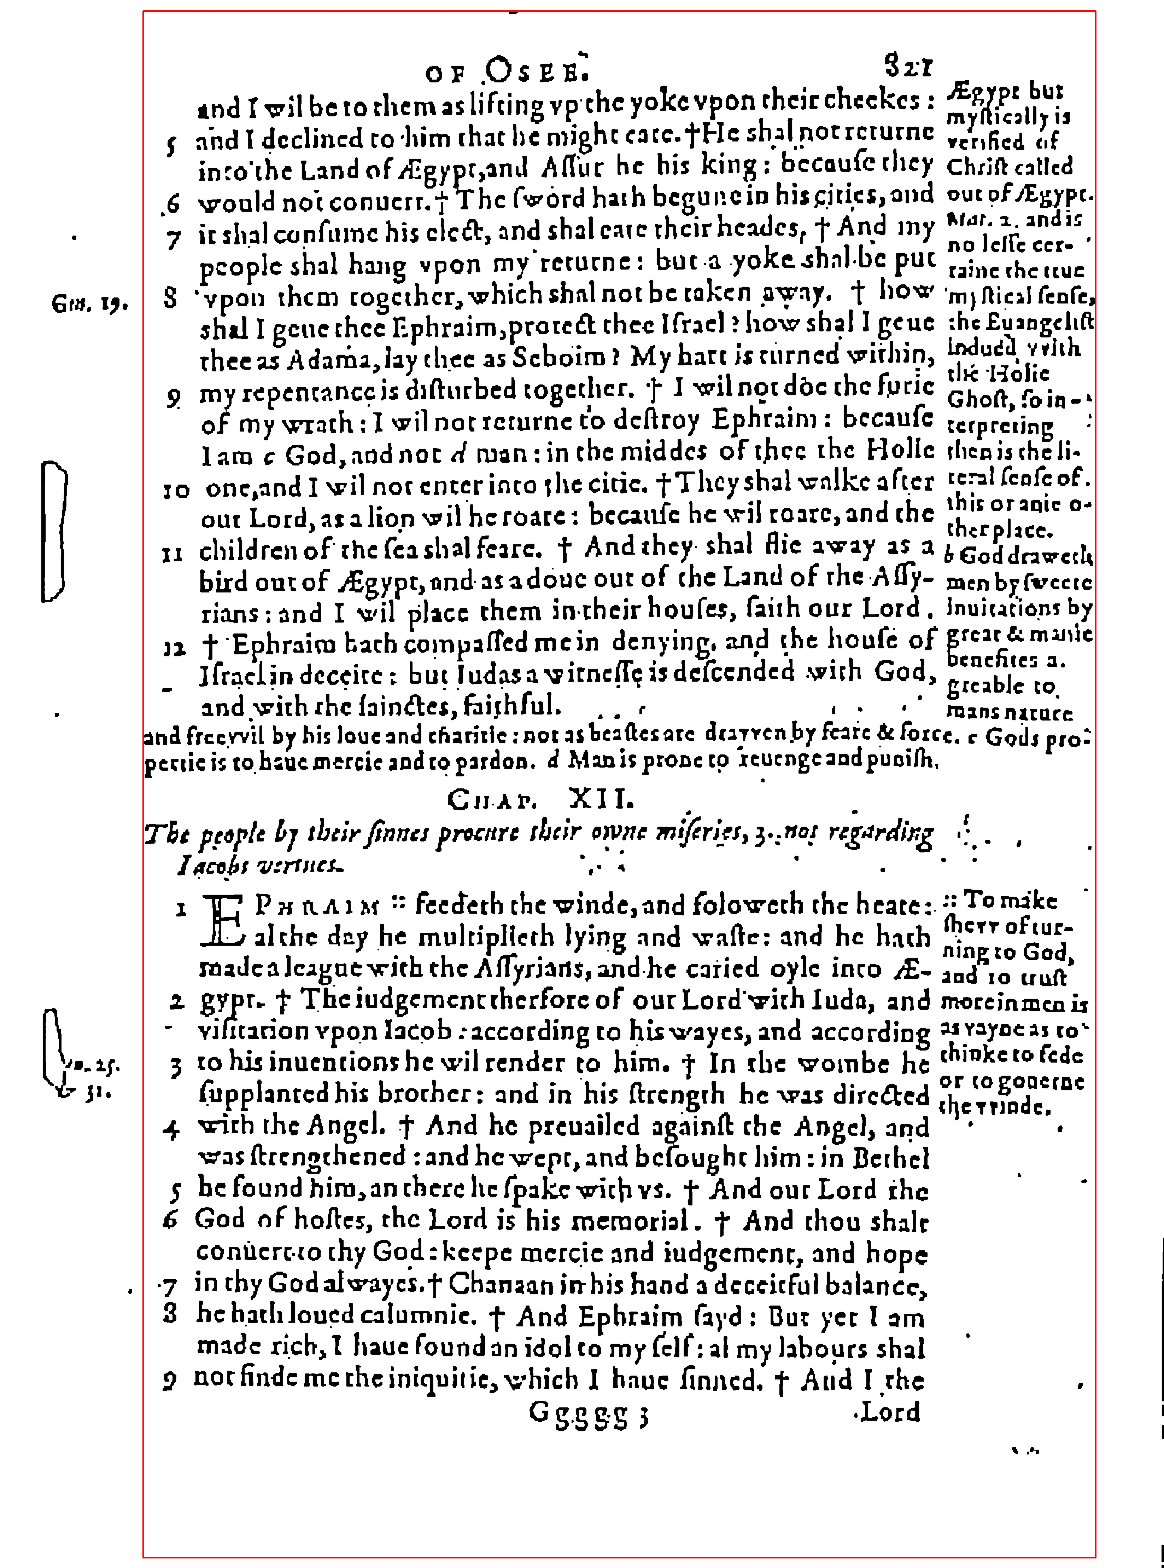 OF OSEE. 821
and I wil be to them as lifting vp the yoke vpon their cheekes:
5 and I declined to him that he might eate. †He shal not returne
into the Land of Ægypt, and Assur he his king: because they
6 would not conuert. † The sword hath begune in his cities, and
7 it shal consume his elect, and shal eate their heades, † And my
people shal hang vpon my returne: but a yoke shal be put
8 vpon them together, which shal not be taken away. † how
shal I geue thee Ephraim, protect thee Israel? how shal I geue
thee as Adama, lay thee as Seboim? My hart is turned within,
9 my repentance is disturbed together. † I wil not doe the furie
of my wrath: I wil not returne to destroy Ephraim: because
I am c God, and not d man: in the middes of thee the Holie
10 one, and I wil not enter into the citie. † They shal walke after
our Lord, as a lion wil he roare: because he wil roare, and the
11 children of the sea shal feare. † And they shal flie away as a
bird out of Ægypt, and as a doue out of the Land of the Assy-
rians: and I wil place them in their houses, saith our Lord.
12 † Ephraim hath compassed me in denying, and the house of
Israel in deceite: but Iudas a witnesse is descended with God,
and with the sainctes, faithful.
Gen. 19.
Ægypt but
mystically is
verified of
Christ called
out of Ægypt.
Mat. 2. and is
no lesse cer-
taine the true
mystical sense,
the Euangelist
indued vvith
the Holie
Ghost, so in-
terpreting
then is the li-
teral sense of
this or anie o-
ther place.
b God draweth
men by sweete
inuitations by
great & manie
benefites a-
greable to
mans nature
and freevvil by his loue and charitie: not as beastes are dravven by feare & force. c Gods pro-
pertie is to haue mercie and to pardon. d Man is prone to reuenge and punish.
CHAP. XII.
The people by their sinnes procure their owne miseries, 3. not regarding
Iacobs vertues.
1 EPHRAIM :: feedeth the winde, and foloweth the heate:
al the day he multiplieth lying and waste: and he hath
made a league with the Assyrians, and he caried oyle into Æ-
2 gypt. † The iudgement therfore of our Lord with Iuda, and
visitation vpon Iacob: according to his wayes, and according
3 to his inuentions he wil render to him. † In the wombe he
supplanted his brother: and in his strength he was directed
4 with the Angel. † And he preuailed against the Angel, and
was strengthened: and he wept, and besought him: in Bethel
5 he found him, an there he spake with vs. † And our Lord the
6 God of hostes, the Lord is his memorial. † And thou shalt
conuert to thy God: keepe mercie and iudgement, and hope
7 in thy God alwayes. † Chanaan in his hand a deceitful balance,
8 he hath loued calumnie. † And Ephraim sayd: But yet I am
made rich, I haue found an idol to my self: al my labours shal
9 not finde me the iniquitie, which I haue sinned. † And I the
25.
& 31.
:: To make
shevv of tur-
ning to God,
and to trust
more in men is
as vayne as to
thinke to fede
or to gouerne
the vvinde.
Ggggg 3 Lord